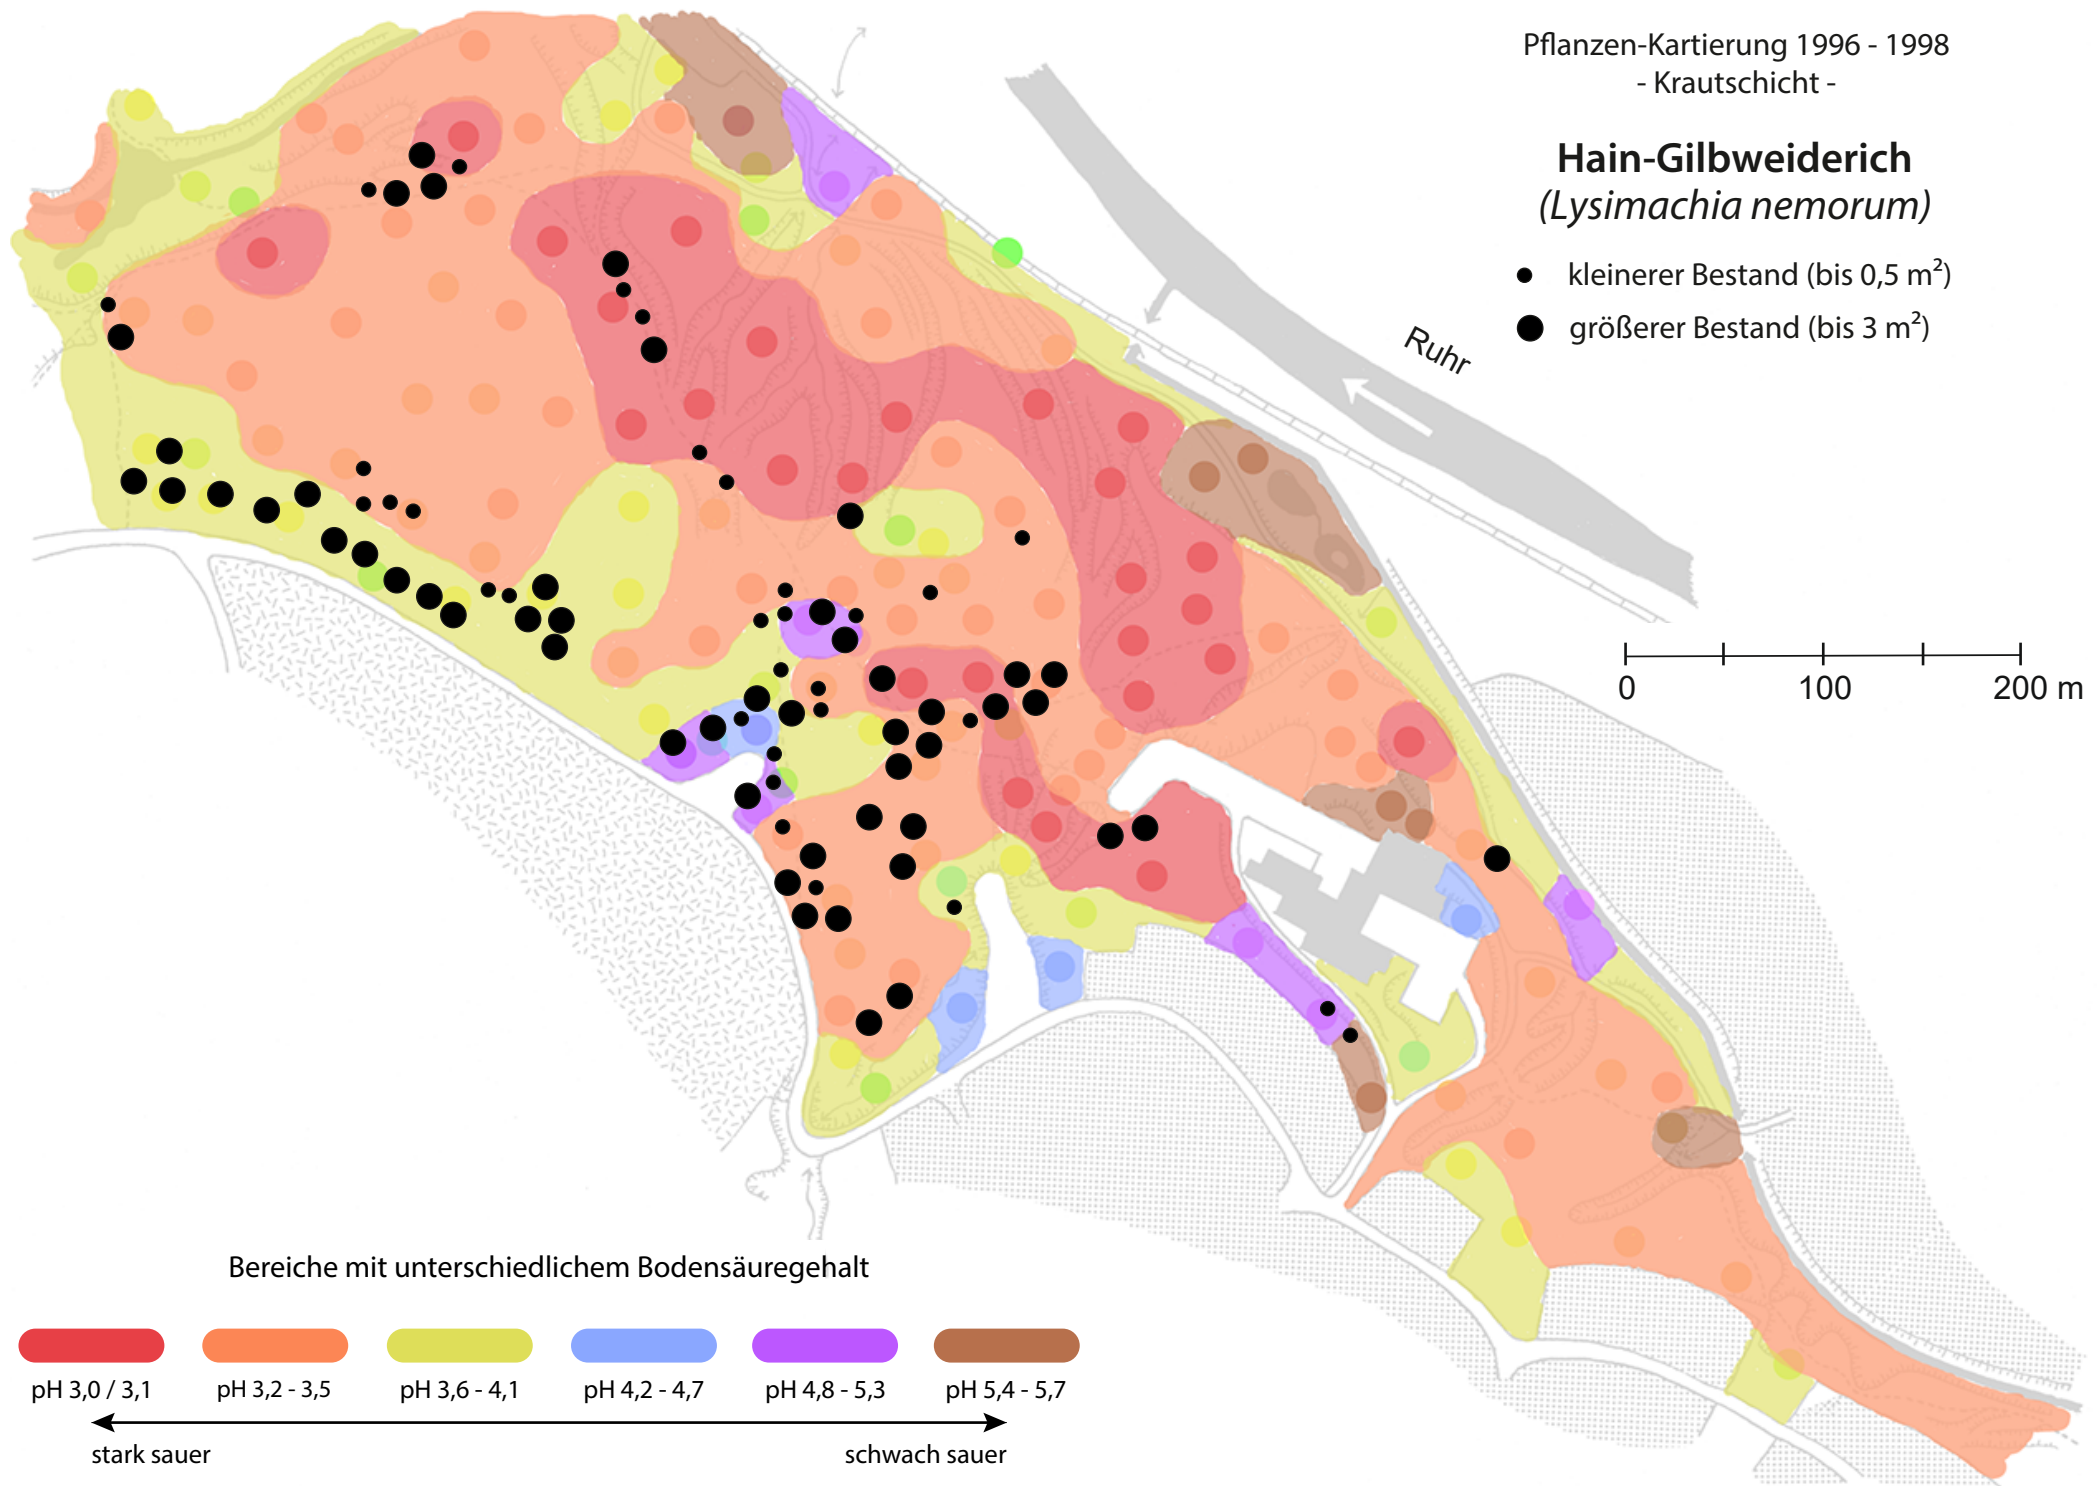 Pflanzen-Kartierung 1996 - 1998
- Krautschicht -
Hain-Gilbweiderich
(Lysimachia nemorum)
kleinerer Bestand (bis 0,5 m²)
größerer Bestand (bis 3 m²)
Ruhr
0 100 200 m
Bereiche mit unterschiedlichem Bodensäuregehalt
pH 3,0 / 3,1 pH 3,2 - 3,5 pH 3,6 - 4,1 pH 4,2 - 4,7 pH 4,8 - 5,3 pH 5,4 - 5,7
stark sauer schwach sauer